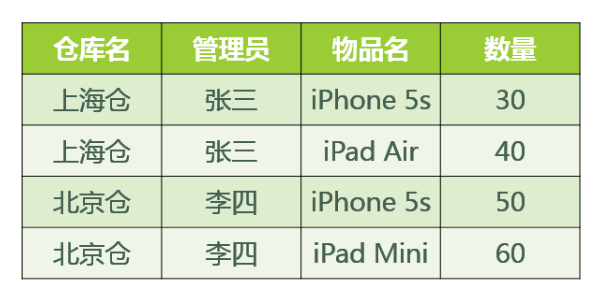 仓库名 管理员 物品名 数量
上海仓 张三 iPhone 5s 30
上海仓 张三 iPad Air 40
北京仓 李四 iPhone 5s 50
北京仓 李四 iPad Mini 60